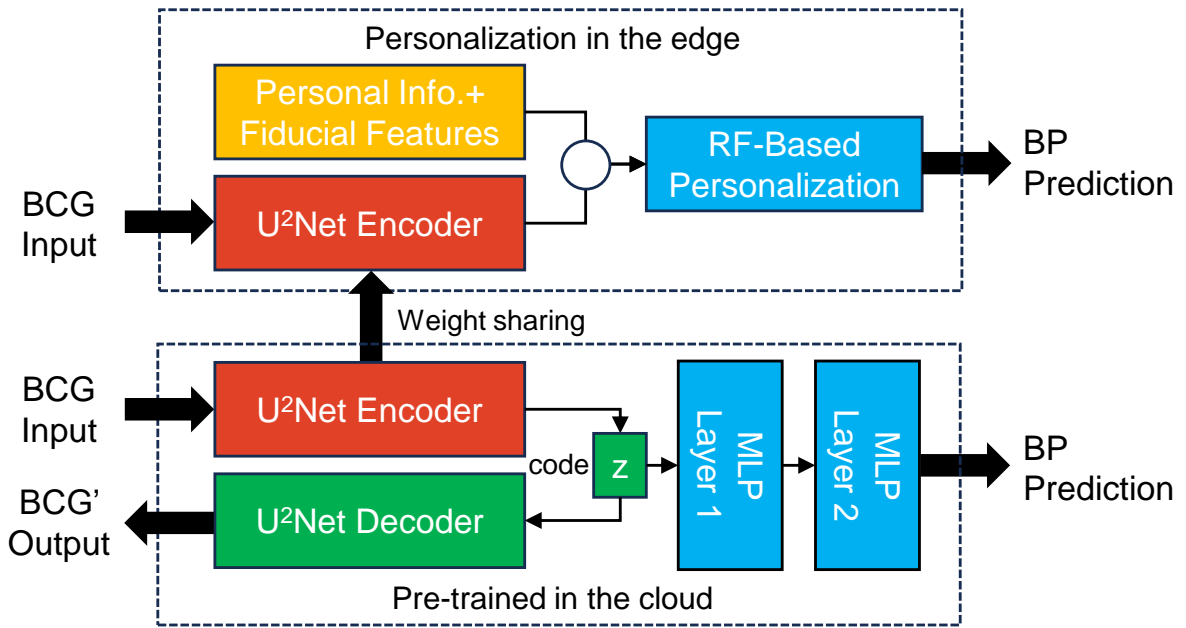 Personalization in the edge
Personal Info.+
Fiducial Features
RF-Based
Personalization
BP
Prediction
BCG
Input
U²Net Encoder
Weight sharing
BCG
Input
U²Net Encoder
code
z
MLP
Layer 1
MLP
Layer 2
BP
Prediction
BCG’
Output
U²Net Decoder
Pre-trained in the cloud